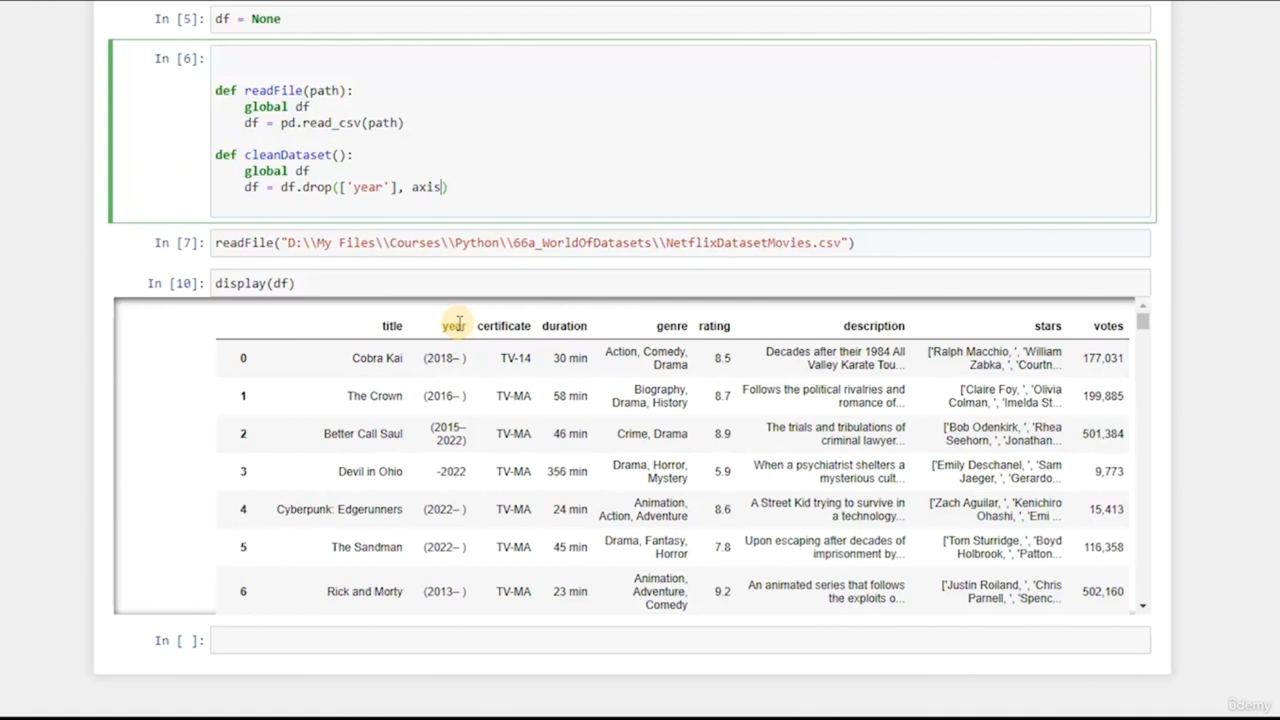 In [5]: df = None
In [6]:
def readFile(path):
global df
df = pd.read_csv(path)
def cleanDataset():
global df
df = df.drop(['year'], axis)
In [7]: readFile("D:\\My Files\\Courses\\Python\\66a_WorldOfDatasets\\NetflixDatasetMovies.csv")
In [10]: display(df)
title year certificate duration genre rating description stars votes
0 Cobra Kai (2018– ) TV-14 30 min Action, Comedy, Drama 8.5 Decades after their 1984 All Valley Karate Tou... ['Ralph Macchio, ', 'William Zabka, ', 'Courtn... 177,031
1 The Crown (2016– ) TV-MA 58 min Biography, Drama, History 8.7 Follows the political rivalries and romance of... ['Claire Foy, ', 'Olivia Colman, ', 'Imelda St... 199,885
2 Better Call Saul (2015– 2022) TV-MA 46 min Crime, Drama 8.9 The trials and tribulations of criminal lawyer... ['Bob Odenkirk, ', 'Rhea Seehorn, ', 'Jonathan... 501,384
3 Devil in Ohio -2022 TV-MA 356 min Drama, Horror, Mystery 5.9 When a psychiatrist shelters a mysterious cult... ['Emily Deschanel, ', 'Sam Jaeger, ', 'Gerardo... 9,773
4 Cyberpunk: Edgerunners (2022– ) TV-MA 24 min Animation, Action, Adventure 8.6 A Street Kid trying to survive in a technology... ['Zach Aguilar, ', 'Kenichiro Ohashi, ', 'Emi ... 15,413
5 The Sandman (2022– ) TV-MA 45 min Drama, Fantasy, Horror 7.8 Upon escaping after decades of imprisonment by... ['Tom Sturridge, ', 'Boyd Holbrook, ', 'Patton... 116,358
6 Rick and Morty (2013– ) TV-MA 23 min Animation, Adventure, Comedy 9.2 An animated series that follows the exploits o... ['Justin Roiland, ', 'Chris Parnell, ', 'Spenc... 502,160
In [ ]:
Udemy